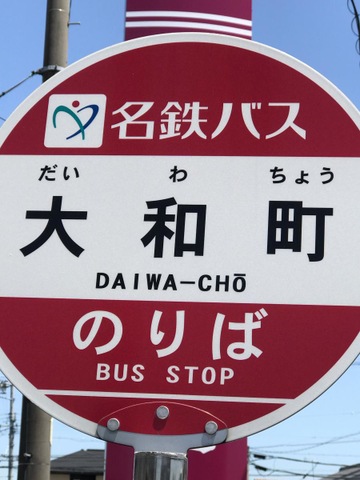 名鉄バス
だい わ ちょう
大和町
DAIWA-CHŌ
のりば
BUS STOP